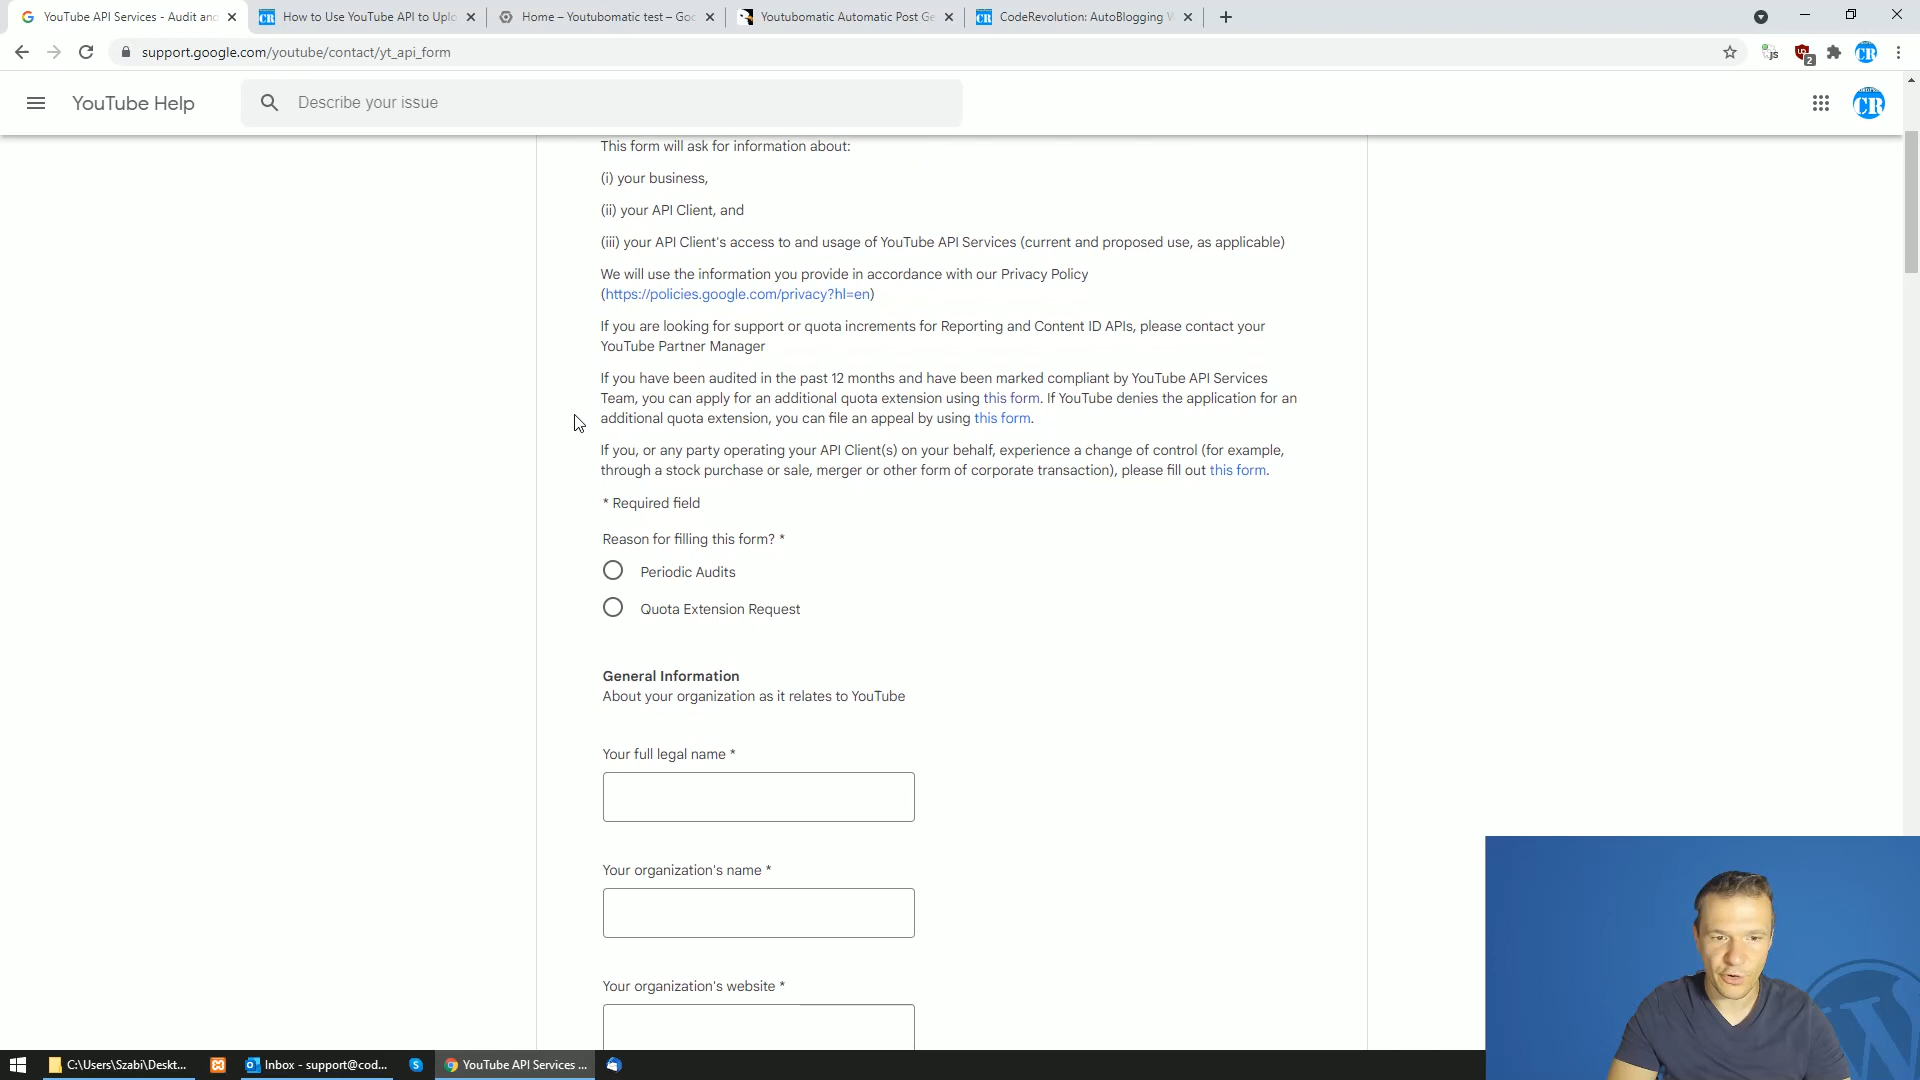 YouTube API Services - Audit and
How to Use YouTube API to Uplo
Home – Youtubomatic test – Goo
Youtubomatic Automatic Post Ge
CodeRevolution: AutoBlogging W
support.google.com/youtube/contact/yt_api_form
2
YouTube Help
Describe your issue
CR
This form will ask for information about:
(i) your business,
(ii) your API Client, and
(iii) your API Client's access to and usage of YouTube API Services (current and proposed use, as applicable)
We will use the information you provide in accordance with our Privacy Policy
(https://policies.google.com/privacy?hl=en)
If you are looking for support or quota increments for Reporting and Content ID APIs, please contact your
YouTube Partner Manager
If you have been audited in the past 12 months and have been marked compliant by YouTube API Services
Team, you can apply for an additional quota extension using this form. If YouTube denies the application for an
additional quota extension, you can file an appeal by using this form.
If you, or any party operating your API Client(s) on your behalf, experience a change of control (for example,
through a stock purchase or sale, merger or other form of corporate transaction), please fill out this form.
* Required field
Reason for filling this form? *
Periodic Audits
Quota Extension Request
General Information
About your organization as it relates to YouTube
Your full legal name *
Your organization's name *
Your organization's website *
C:\Users\Szabi\Deskt...
Inbox - support@cod...
YouTube API Services ...